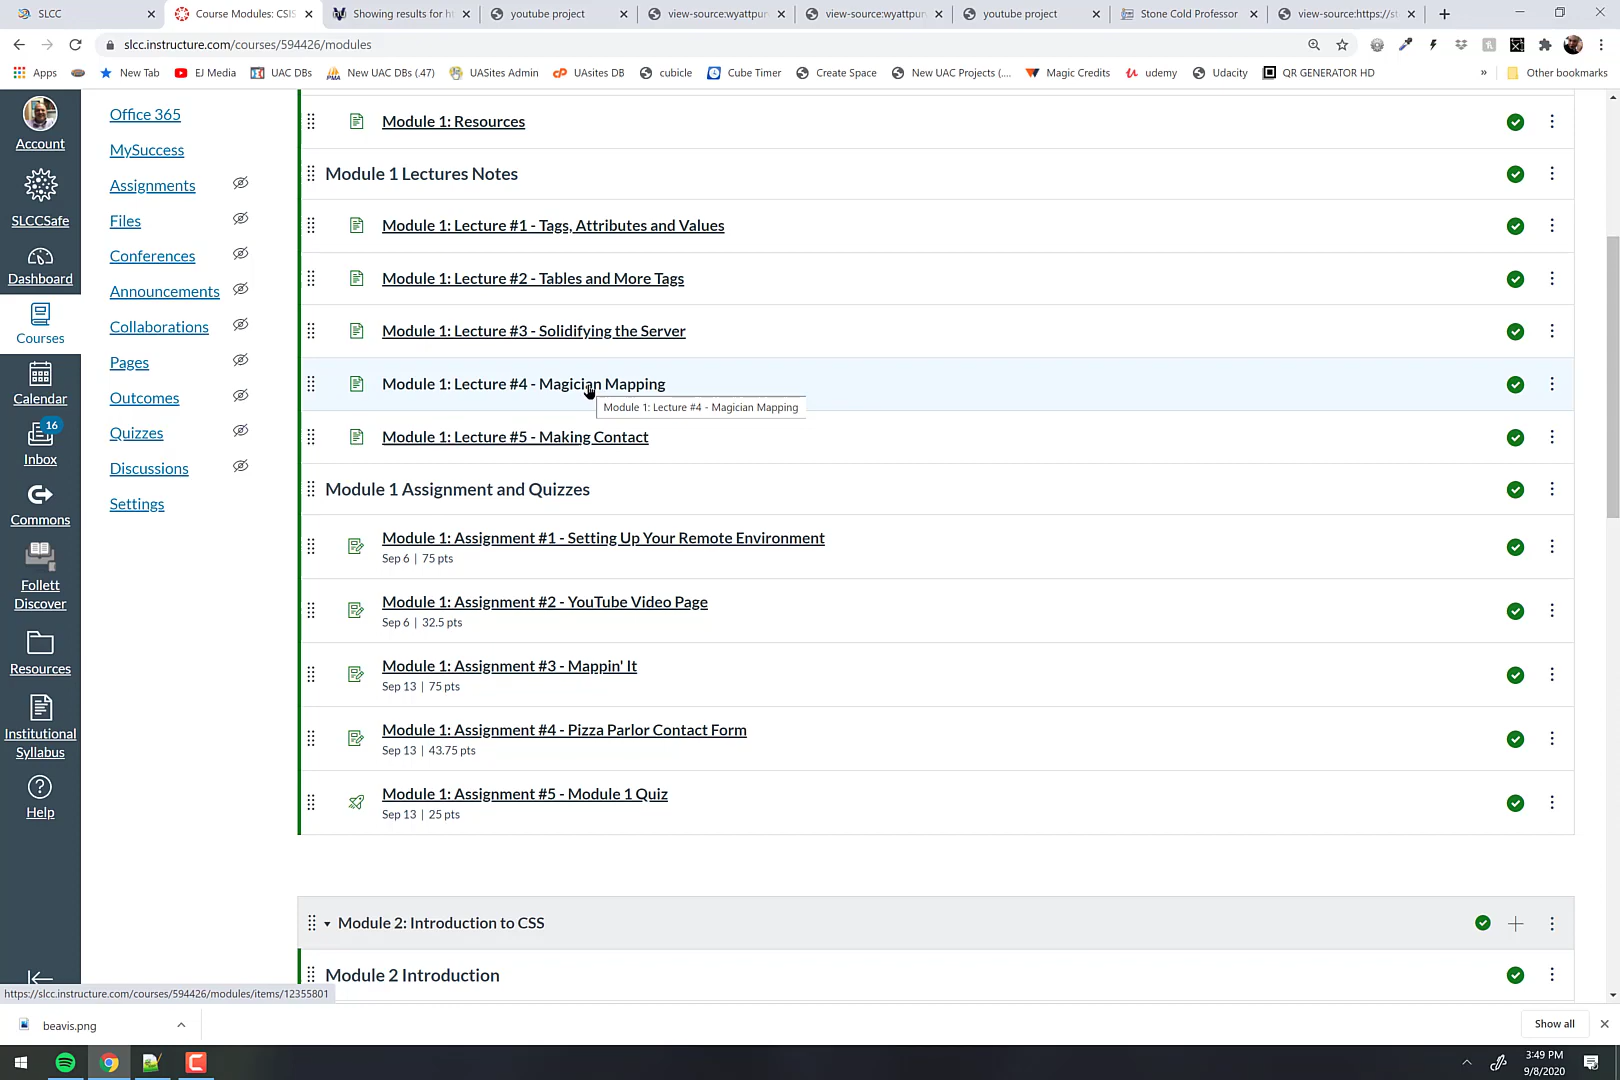 SLCC
Course Modules: CSIS
Showing results for ht
youtube project
view-source:wyattpur
view-source:wyattpur
youtube project
Stone Cold Professor
view-source:https://st
slcc.instructure.com/courses/594426/modules
Apps
New Tab
EJ Media
UAC DBs
New UAC DBs (.47)
UASites Admin
UAsites DB
cubicle
Cube Timer
Create Space
New UAC Projects (....
Magic Credits
udemy
Udacity
QR GENERATOR HD
»
Other bookmarks
Account
SLCCSafe
Dashboard
Courses
Calendar
16
Inbox
Commons
Follett
Discover
Resources
Institutional
Syllabus
Help
Office 365
MySuccess
Assignments
Files
Conferences
Announcements
Collaborations
Pages
Outcomes
Quizzes
Discussions
Settings
Module 1: Resources
Module 1 Lectures Notes
Module 1: Lecture #1 - Tags, Attributes and Values
Module 1: Lecture #2 - Tables and More Tags
Module 1: Lecture #3 - Solidifying the Server
Module 1: Lecture #4 - Magician Mapping
Module 1: Lecture #4 - Magician Mapping
Module 1: Lecture #5 - Making Contact
Module 1 Assignment and Quizzes
Module 1: Assignment #1 - Setting Up Your Remote Environment
Sep 6 | 75 pts
Module 1: Assignment #2 - YouTube Video Page
Sep 6 | 32.5 pts
Module 1: Assignment #3 - Mappin' It
Sep 13 | 75 pts
Module 1: Assignment #4 - Pizza Parlor Contact Form
Sep 13 | 43.75 pts
Module 1: Assignment #5 - Module 1 Quiz
Sep 13 | 25 pts
Module 2: Introduction to CSS
Module 2 Introduction
https://slcc.instructure.com/courses/594426/modules/items/12355801
beavis.png
Show all
3:49 PM
9/8/2020